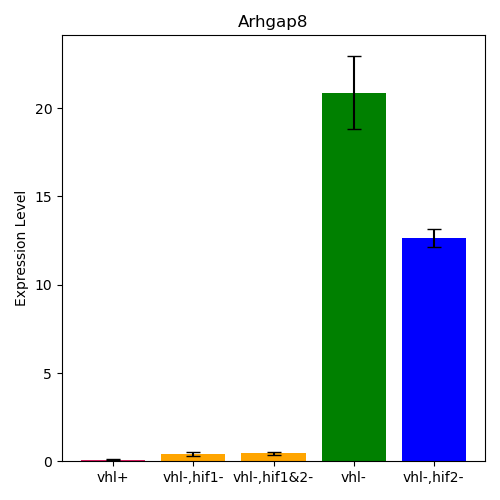 Arhgap8
Expression Level
20
15
10
5
0
vhl+
vhl-,hif1-
vhl-,hif1&2-
vhl-
vhl-,hif2-